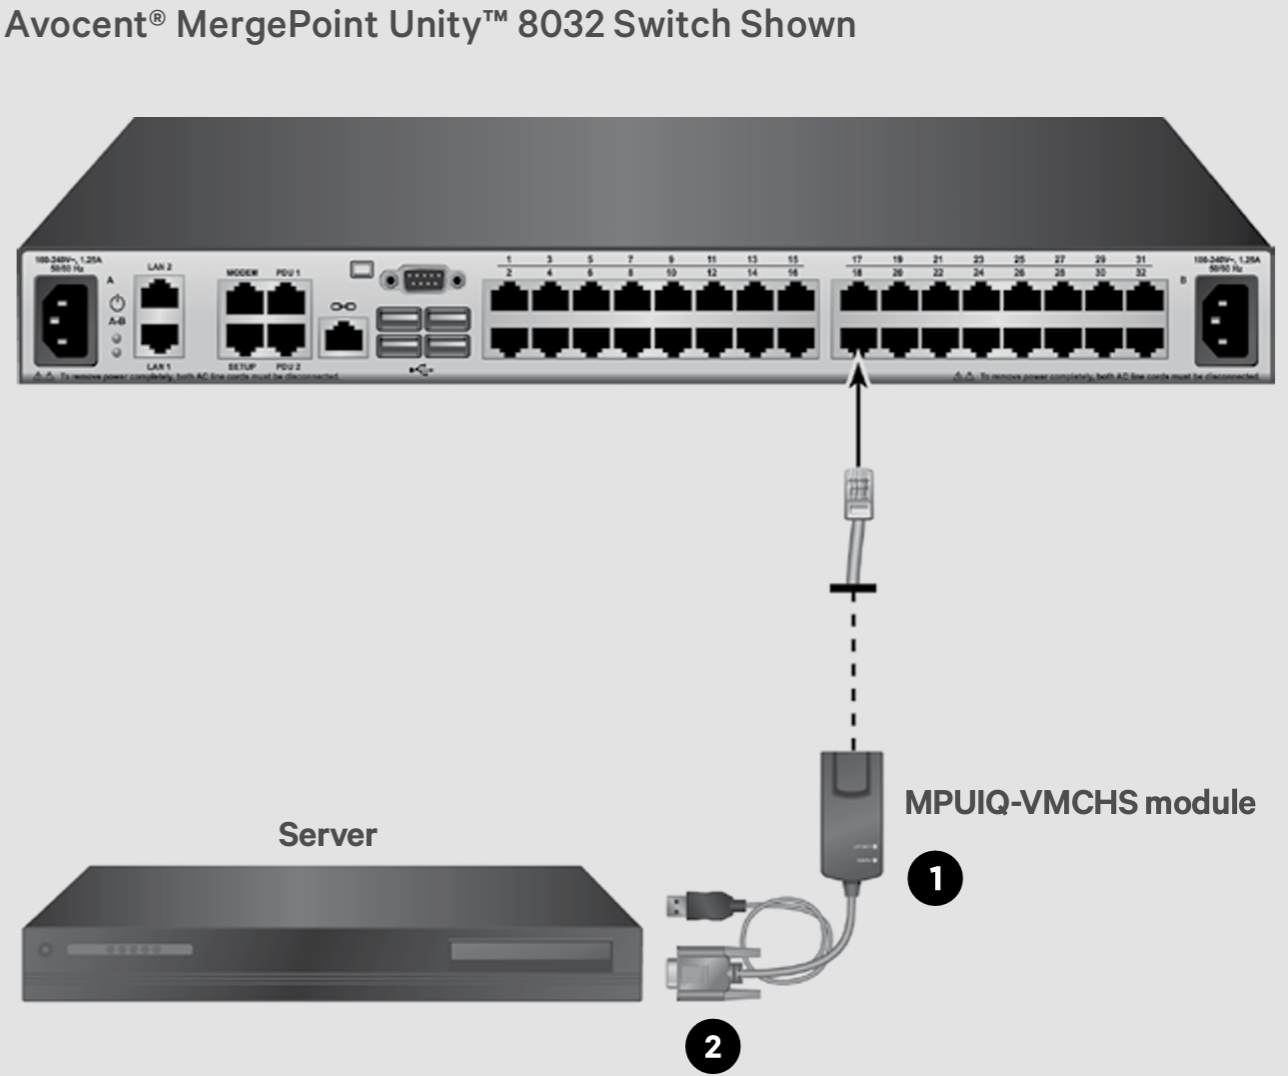 Avocent® MergePoint Unity™ 8032 Switch Shown
100-240V~, 1.25A
50/60 Hz
A
A-B
LAN 2
LAN 1
MODEM PDU 1
SETUP PDU 2
1 3 5 7 9 11 13 15
2 4 6 8 10 12 14 16
17 19 21 23 25 27 29 31
18 20 22 24 26 28 30 32
B
100-240V~, 1.25A
50/60 Hz
To remove power completely, both AC line cords must be disconnected.
To remove power completely, both AC line cords must be disconnected.
MPUIQ-VMCHS module
1
Server
2